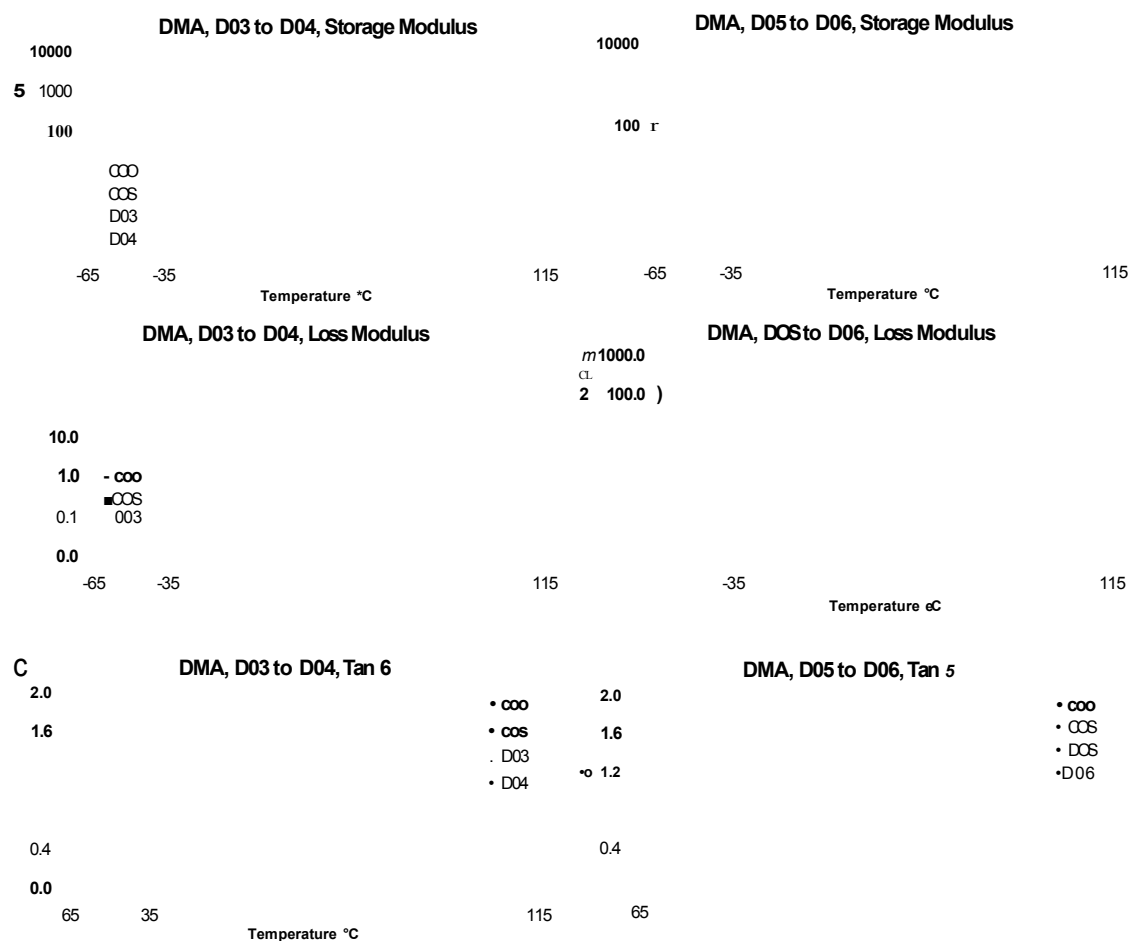 DMA, D03 to D04, Storage Modulus
10000
5 1000
100
COO
COS
D03
D04
-65 -35 115
Temperature *C
DMA, D05 to D06, Storage Modulus
10000
100 r
-65 -35 115
Temperature °C
DMA, D03 to D04, Loss Modulus
10.0
1.0 - coo
■COS
0.1 003
0.0
-65 -35 115
DMA, DOS to D06, Loss Modulus
m1000.0
CL
2 100.0 )
-35 115
Temperature eC
C DMA, D03 to D04, Tan 6
2.0
• coo
1.6 • cos
. D03
• D04
0.4
0.0
65 35 115
Temperature °C
DMA, D05 to D06, Tan 5
2.0
• coo
1.6 • COS
• DOS
•o 1.2 •D06
0.4
65